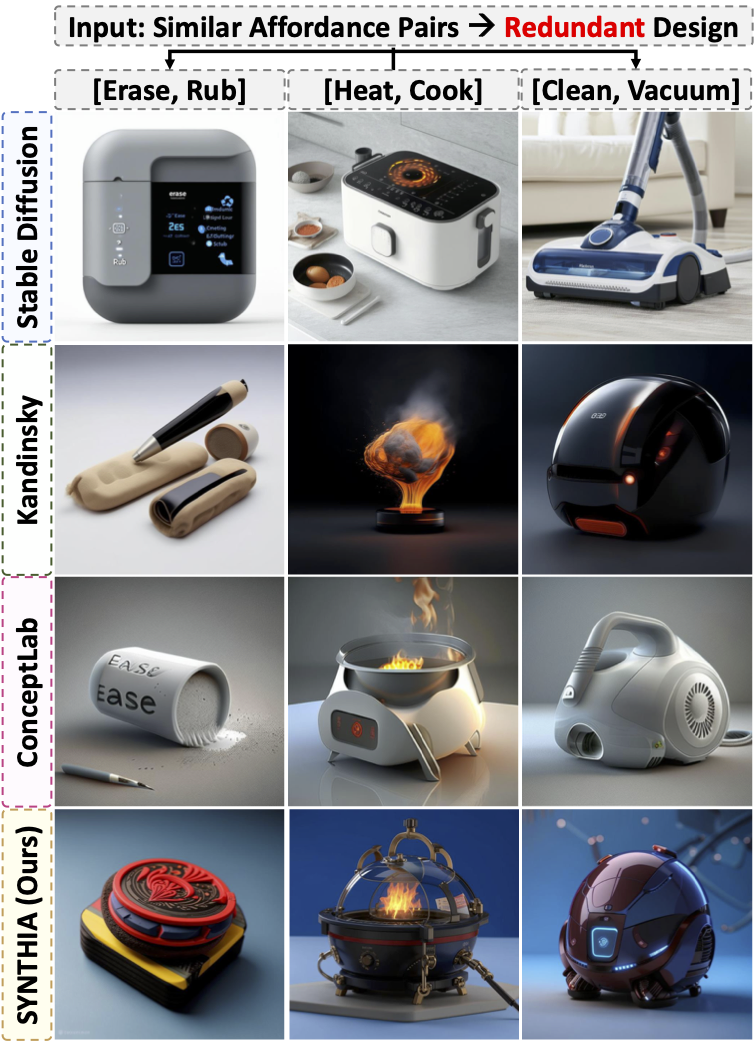 Input: Similar Affordance Pairs → Redundant Design
[Erase, Rub]
[Heat, Cook]
[Clean, Vacuum]
Stable Diffusion
erase
2ES
Rub
Kandinsky
ConceptLab
EASE
Ease
SYNTHIA (Ours)